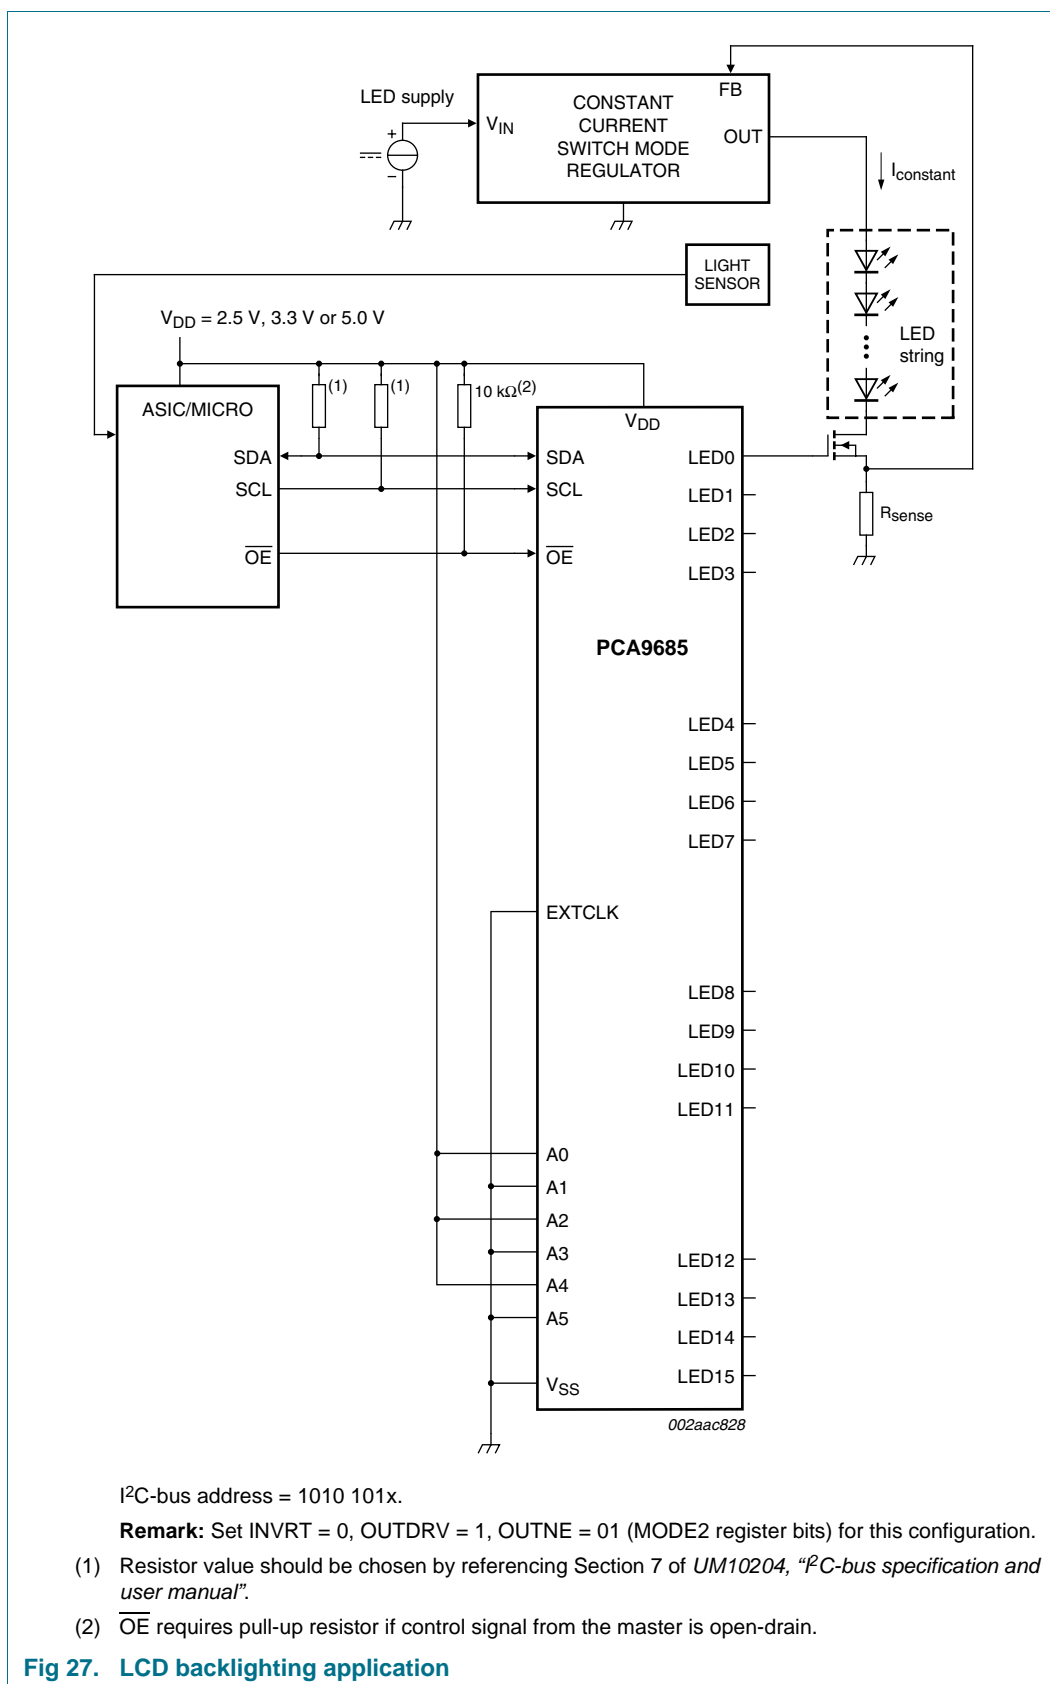 FB
LED supply
CONSTANT
CURRENT
SWITCH MODE
REGULATOR
VIN
OUT
+
−
Iconstant
LIGHT
SENSOR
VDD = 2.5 V, 3.3 V or 5.0 V
LED
string
(1)
(1)
10 kΩ(2)
ASIC/MICRO
VDD
SDA
SDA
LED0
SCL
SCL
LED1
Rsense
LED2
OE
OE
LED3
PCA9685
LED4
LED5
LED6
LED7
EXTCLK
LED8
LED9
LED10
LED11
A0
A1
A2
A3
LED12
A4
LED13
A5
LED14
LED15
VSS
002aac828
I2C-bus address = 1010 101x.
Remark: Set INVRT = 0, OUTDRV = 1, OUTNE = 01 (MODE2 register bits) for this configuration.
(1) Resistor value should be chosen by referencing Section 7 of UM10204, “I2C-bus specification and
user manual”.
(2) OE requires pull-up resistor if control signal from the master is open-drain.
Fig 27. LCD backlighting application